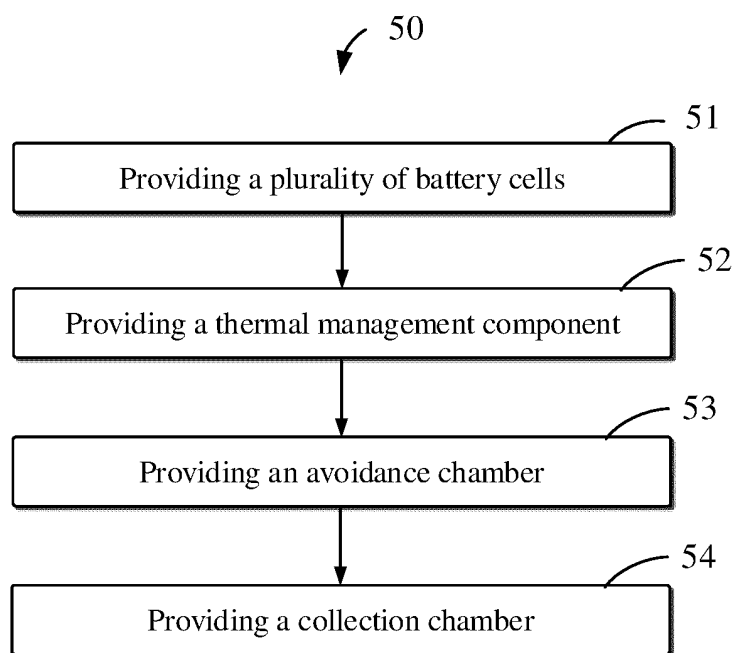 50
51
Providing a plurality of battery cells
52
Providing a thermal management component
53
Providing an avoidance chamber
54
Providing a collection chamber